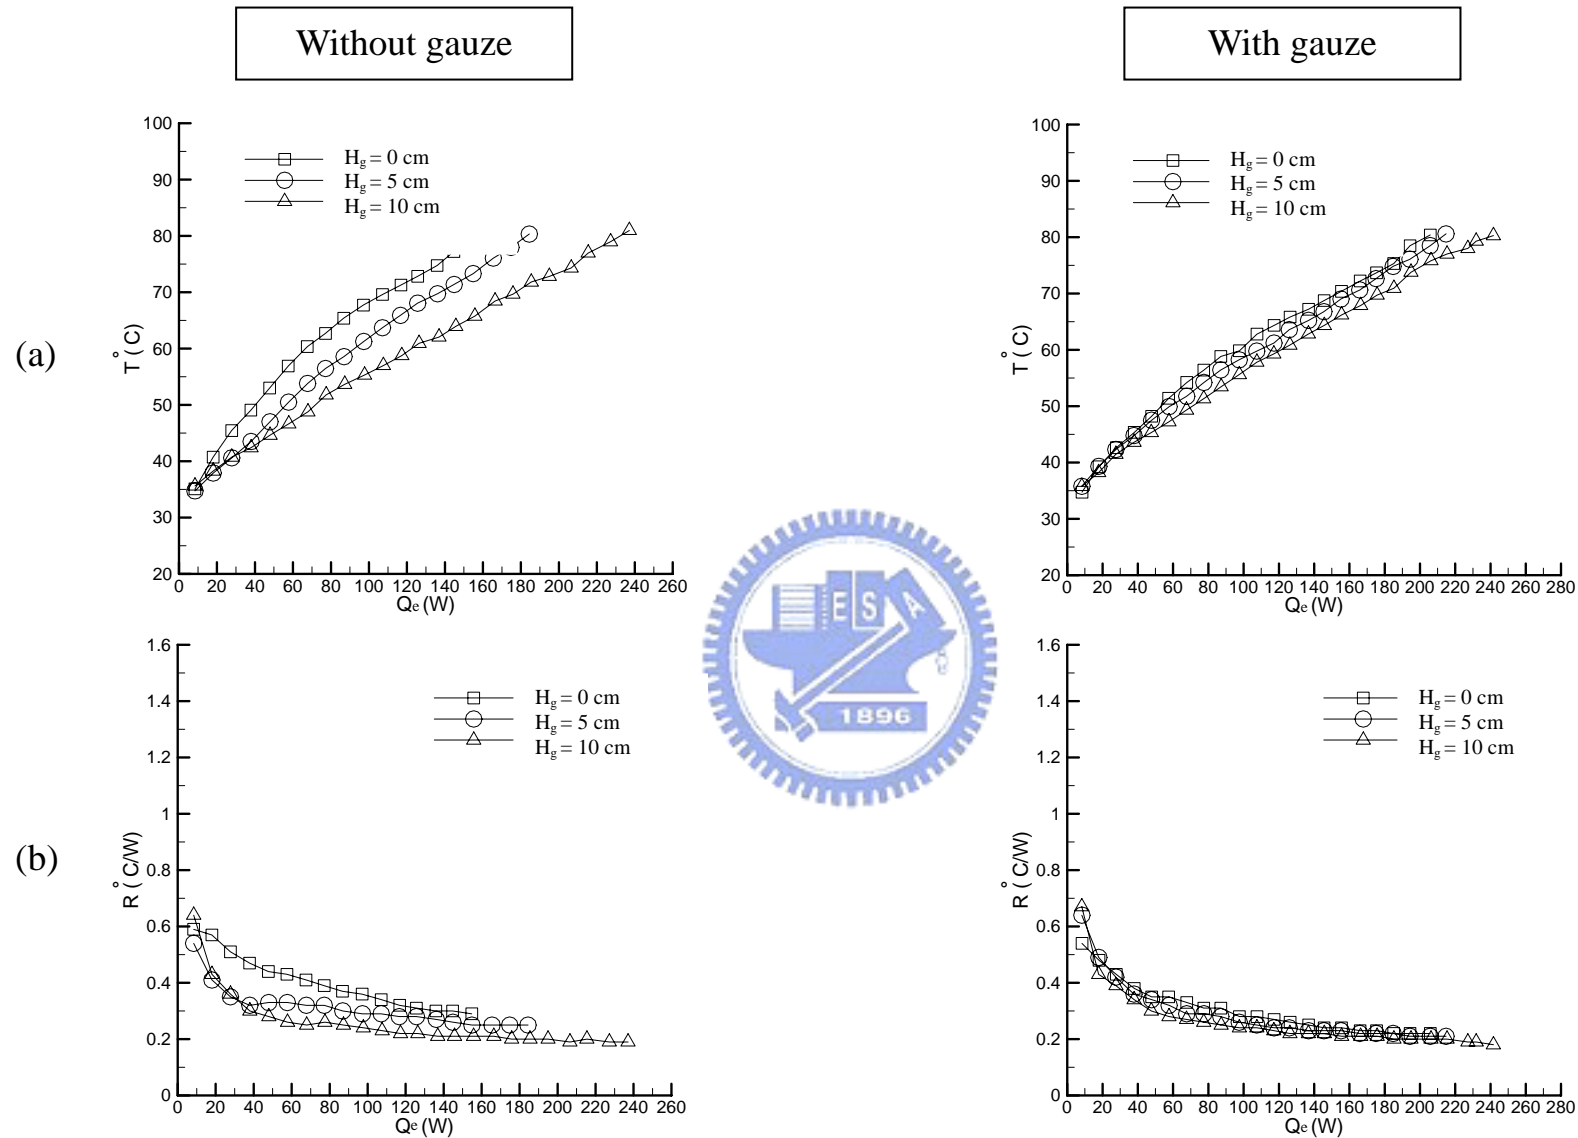 Without gauze
With gauze
(a)
100
90
80
70
60
50
40
30
20
T ( °C)
0 20 40 60 80 100 120 140 160 180 200 220 240 260
Qe (W)
Hg = 0 cm
Hg = 5 cm
Hg = 10 cm
100
90
80
70
60
50
40
30
20
T ( °C)
0 20 40 60 80 100 120 140 160 180 200 220 240 260 280
Qe (W)
Hg = 0 cm
Hg = 5 cm
Hg = 10 cm
E S A
1896
(b)
1.6
1.4
1.2
1
0.8
0.6
0.4
0.2
0
R ( °C/W)
0 20 40 60 80 100 120 140 160 180 200 220 240 260
Qe (W)
Hg = 0 cm
Hg = 5 cm
Hg = 10 cm
1.6
1.4
1.2
1
0.8
0.6
0.4
0.2
0
R ( °C/W)
0 20 40 60 80 100 120 140 160 180 200 220 240 260 280
Qe (W)
Hg = 0 cm
Hg = 5 cm
Hg = 10 cm